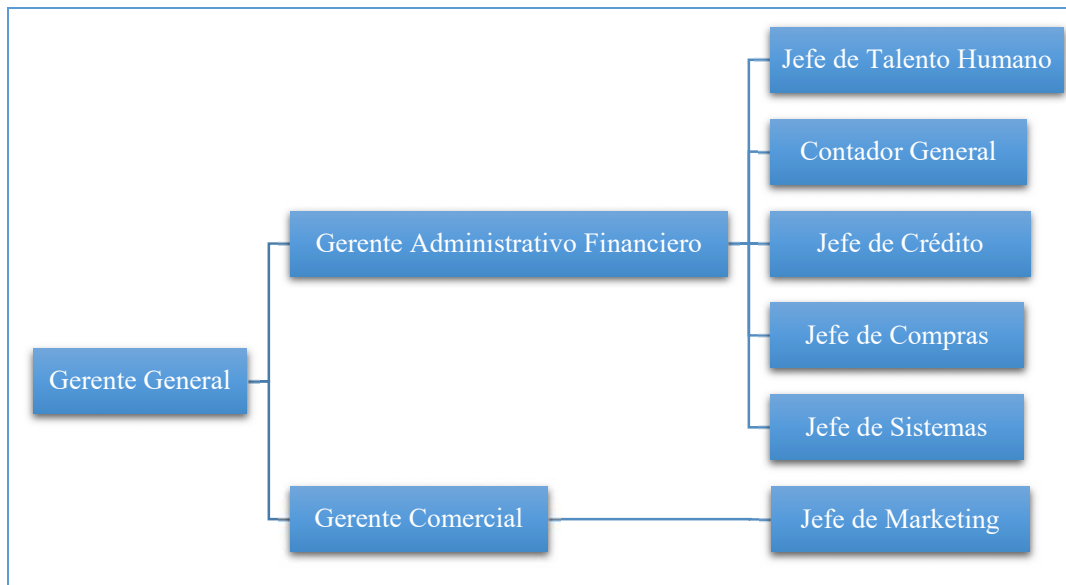 Jefe de Talento Humano
Contador General
Gerente Administrativo Financiero
Jefe de Crédito
Jefe de Compras
Gerente General
Jefe de Sistemas
Gerente Comercial
Jefe de Marketing